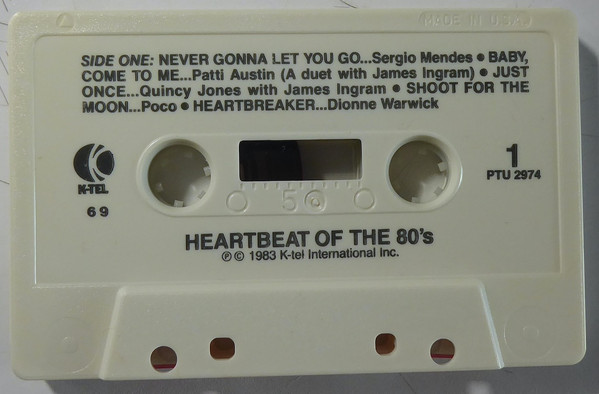 MADE IN U.S.A.
SIDE ONE: NEVER GONNA LET YOU GO...Sergio Mendes • BABY,
COME TO ME...Patti Austin (A duet with James Ingram) • JUST
ONCE...Quincy Jones with James Ingram • SHOOT FOR THE
MOON...Poco • HEARTBREAKER...Dionne Warwick
K-TEL
69
1
PTU 2974
50
HEARTBEAT OF THE 80's
℗ © 1983 K-tel International Inc.